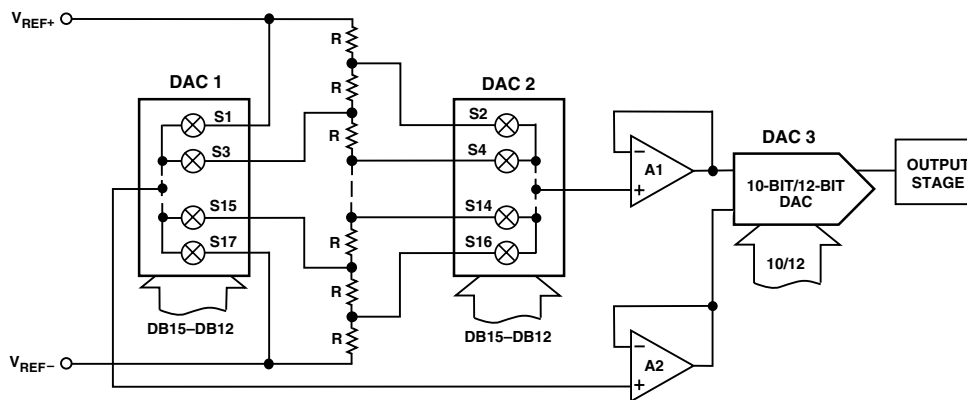 VREF+
R
DAC 1
R
DAC 2
S1
S2
R
S3
S4
A1
DAC 3
10-BIT/12-BIT
DAC
OUTPUT
STAGE
S15
S14
R
S17
S16
10/12
R
DB15–DB12
DB15–DB12
R
VREF–
A2
−
+
−
+